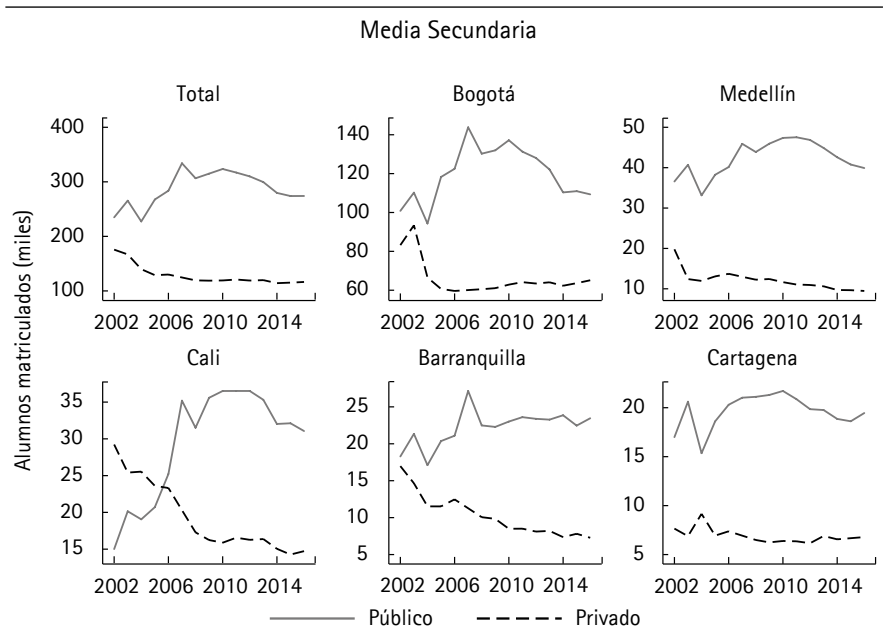 Media Secundaria
Total
Bogotá
Medellín
Alumnos matriculados (miles)
400
300
200
100
2002 2006 2010 2014
140
120
100
80
60
2002 2006 2010 2014
50
40
30
20
10
2002 2006 2010 2014
Cali
Barranquilla
Cartagena
35
30
25
20
15
2002 2006 2010 2014
25
20
15
10
5
2002 2006 2010 2014
20
15
10
5
2002 2006 2010 2014
Público Privado